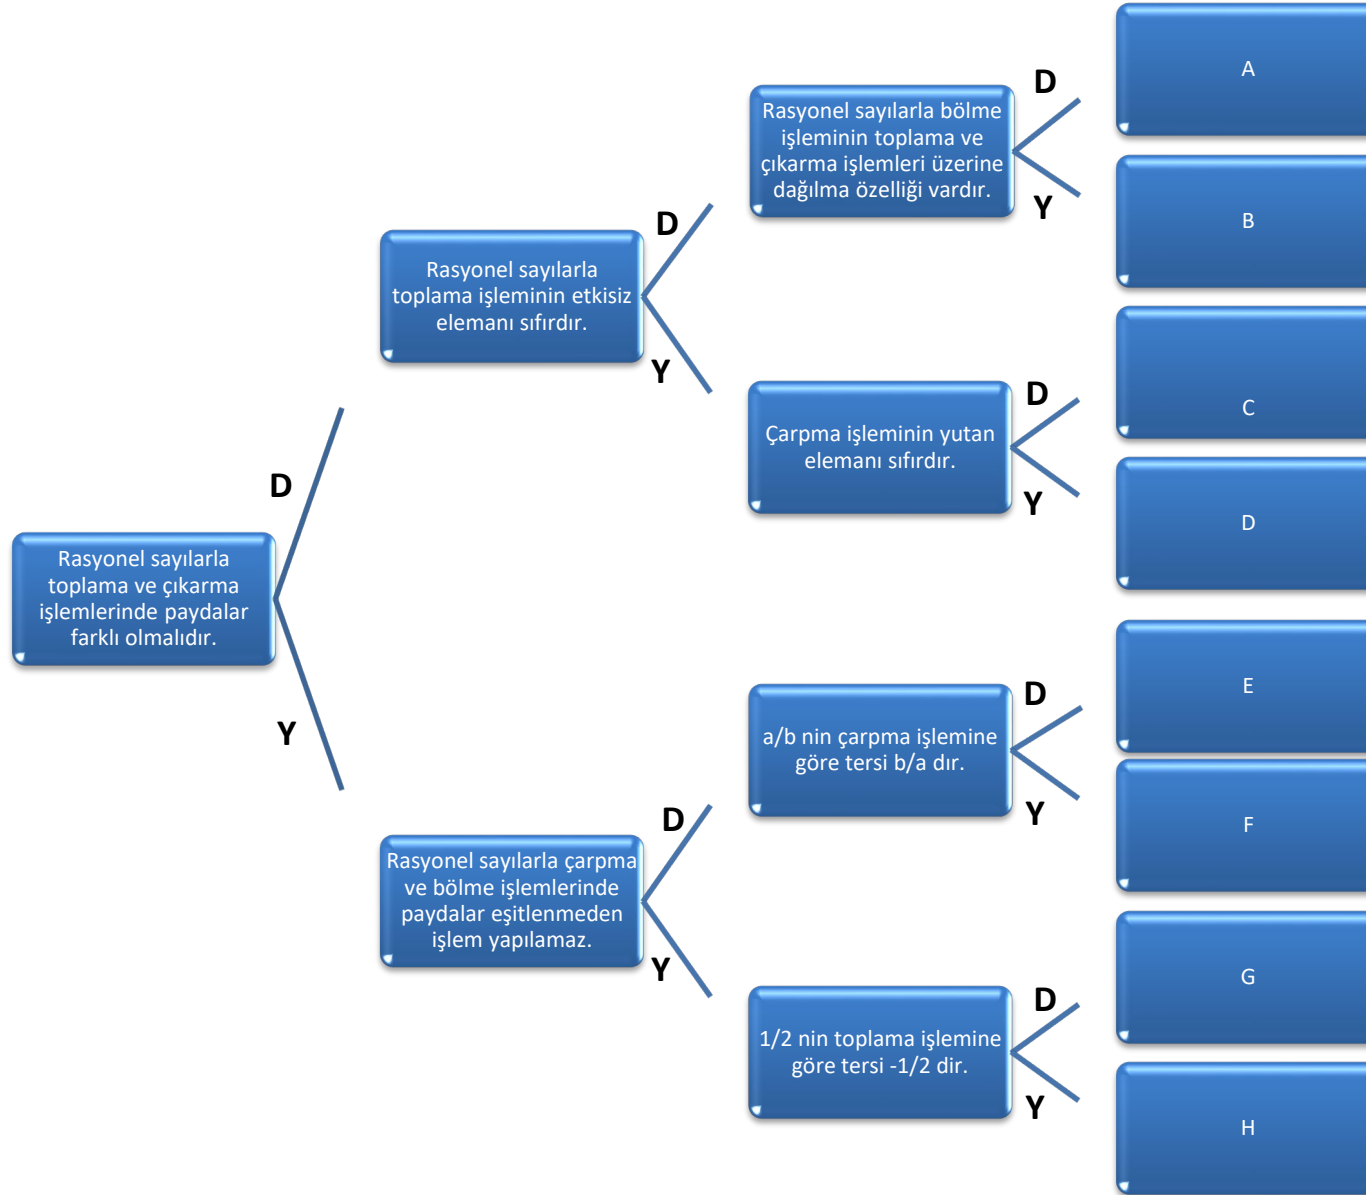 Rasyonel sayılarla
toplama ve çıkarma
işlemlerinde paydalar
farklı olmalıdır.
D
Y
Rasyonel sayılarla
toplama işleminin etkisiz
elemanı sıfırdır.
D
Y
Rasyonel sayılarla bölme
işleminin toplama ve
çıkarma işlemleri üzerine
dağılma özelliği vardır.
D
Y
A
B
Çarpma işleminin yutan
elemanı sıfırdır.
D
Y
C
D
Rasyonel sayılarla çarpma
ve bölme işlemlerinde
paydalar eşitlenmeden
işlem yapılamaz.
D
Y
a/b nin çarpma işlemine
göre tersi b/a dır.
D
Y
E
F
1/2 nin toplama işlemine
göre tersi -1/2 dir.
D
Y
G
H